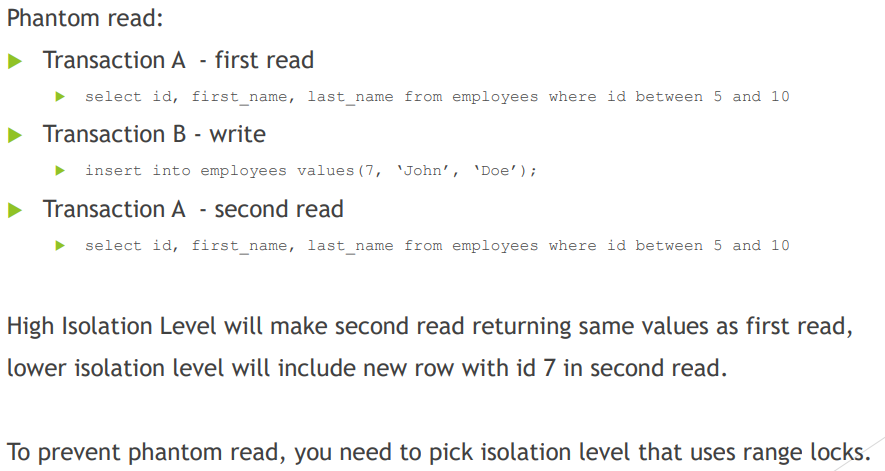 Phantom read:
Transaction A - first read
select id, first_name, last_name from employees where id between 5 and 10
Transaction B - write
insert into employees values(7, ‘John’, ‘Doe’);
Transaction A - second read
select id, first_name, last_name from employees where id between 5 and 10
High Isolation Level will make second read returning same values as first read,
lower isolation level will include new row with id 7 in second read.
To prevent phantom read, you need to pick isolation level that uses range locks.